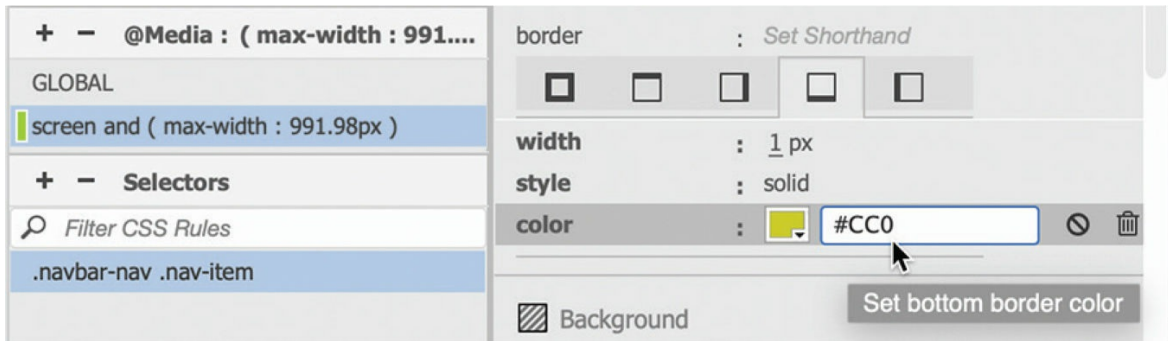 + − @Media : ( max-width : 991....
GLOBAL
screen and ( max-width : 991.98px )
+ − Selectors
Filter CSS Rules
.navbar-nav .nav-item
border : Set Shorthand
width : 1 px
style : solid
color : #CC0
Set bottom border color
Background